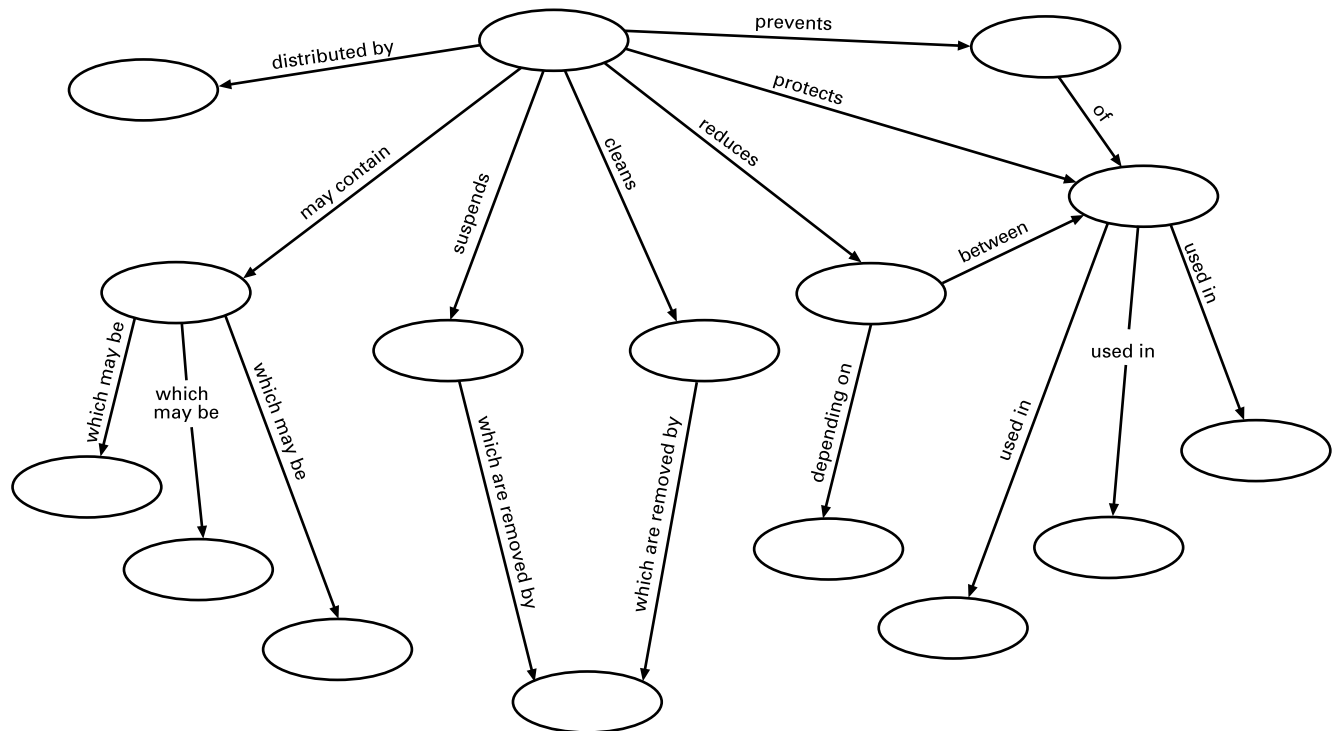 prevents
distributed by
protects
of
reduces
cleans
may contain
suspends
between
used in
which may be
which
may be
which may be
used in
depending on
used in
which are removed by
which are removed by